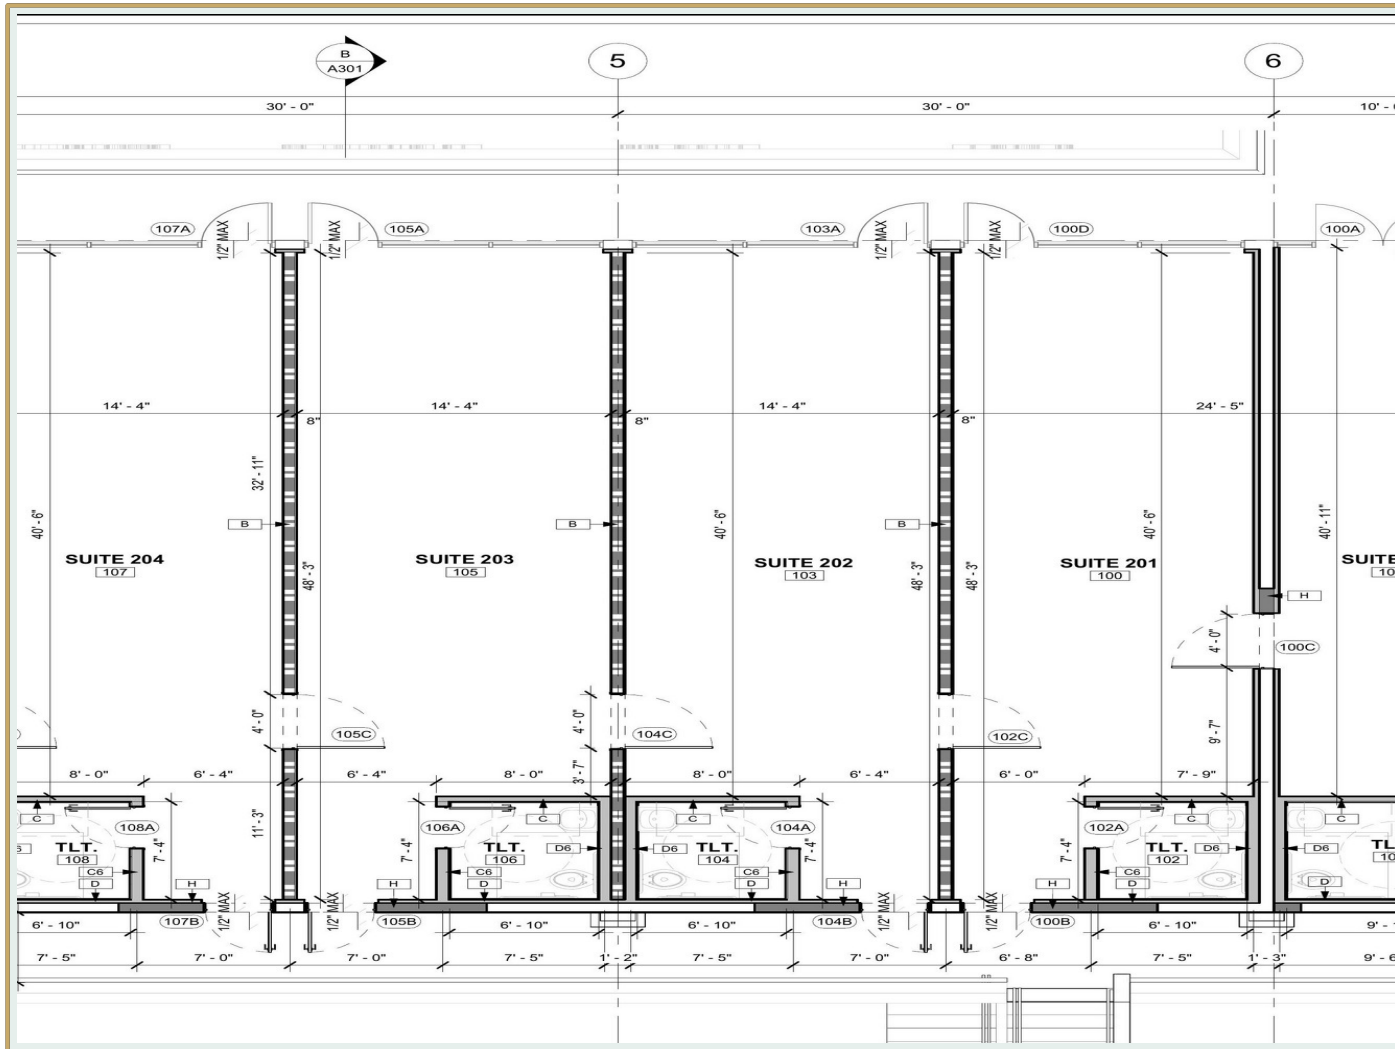 B
A301
5
6
30' - 0"
30' - 0"
107A
1/2" MAX
1/2" MAX
105A
103A
1/2" MAX
1/2" MAX
100D
100A
14' - 4"
8"
14' - 4"
8"
14' - 4"
8"
24' - 5"
32' - 11"
40' - 6"
B
B
40' - 6"
B
40' - 6"
40' - 11"
SUITE 204
107
48' - 3"
SUITE 203
105
SUITE 202
103
48' - 3"
48' - 3"
SUITE 201
100
SUITE
H
4' - 0"
100C
4' - 0"
105C
4' - 0"
104C
102C
9' - 7"
8' - 0"
6' - 4"
6' - 4"
8' - 0"
3' - 7"
8' - 0"
6' - 4"
6' - 0"
7' - 9"
C
108A
11' - 3"
106A
C
C
104A
102A
C
C
TLT.
108
7' - 4"
7' - 4"
TLT.
106
D6
D6
TLT.
104
7' - 4"
7' - 4"
TLT.
102
D6
D6
C6
D
H
H
C6
D
C6
D
H
H
C6
D
D
6' - 10"
107B
1/2" MAX
1/2" MAX
105B
6' - 10"
6' - 10"
104B
1/2" MAX
1/2" MAX
100B
6' - 10"
7' - 5"
7' - 0"
7' - 0"
7' - 5"
1' - 2"
7' - 5"
7' - 0"
6' - 8"
7' - 5"
1' - 3"